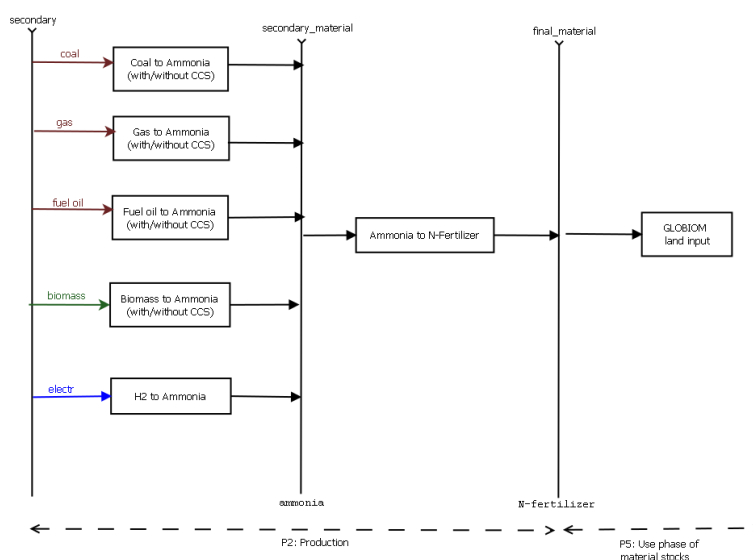 secondary
secondary_material
final_material
coal
Coal to Ammonia
(with/without CCS)
gas
Gas to Ammonia
(with/without CCS)
fuel oil
Fuel oil to Ammonia
(with/without CCS)
Ammonia to N-Fertilizer
GLOBIOM
land input
biomass
Biomass to Ammonia
(with/without CCS)
electr
H2 to Ammonia
ammonia
N-fertilizer
P2: Production
P5: Use phase of
material stocks